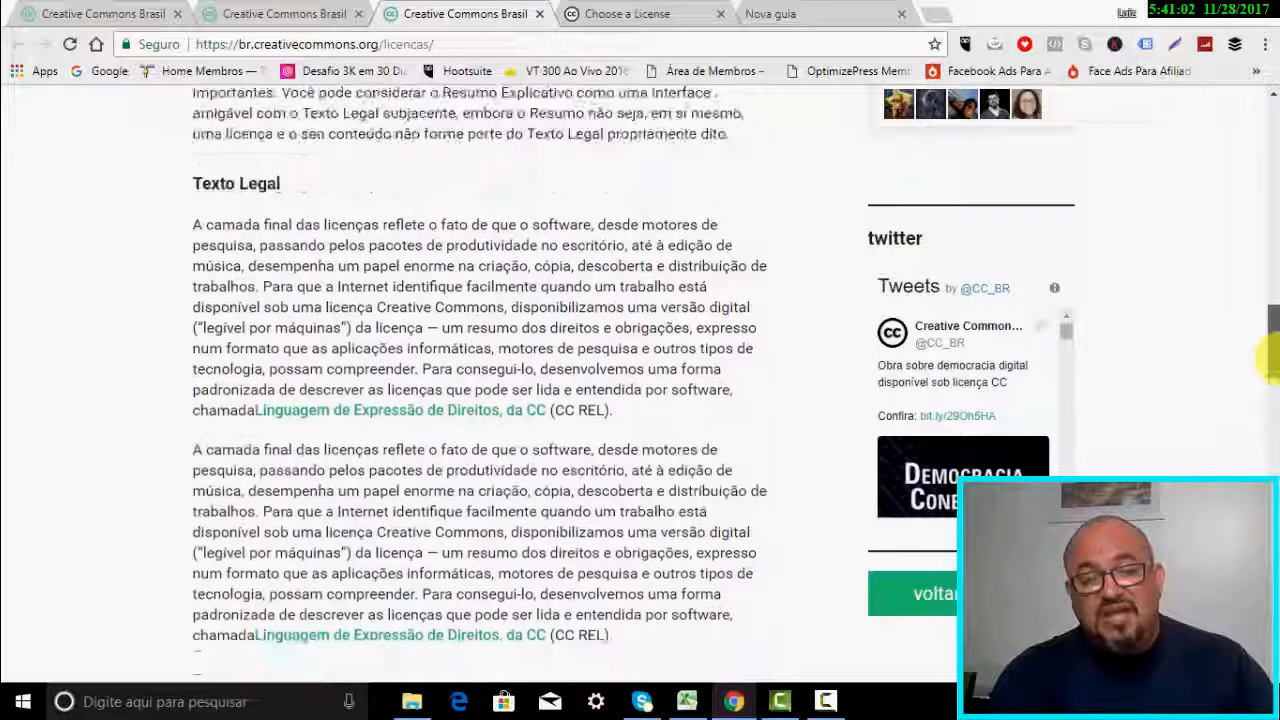 Creative Commons Brasil
Creative Commons Brasil
Creative Commons Brasil
Choose a License
Nova guia
Luiz
5:41:02 11/28/2017
Seguro
https://br.creativecommons.org/licencas/
Apps
Google
Home Membros —
Desafio 3K em 30 Di
Hootsuite
VT 300 Ao Vivo 2016
Área de Membros –
OptimizePress Memb
Facebook Ads Para A
Face Ads Para Afiliad
»
importantes. Você pode considerar o Resumo Explicativo como uma Interface
amigável com o Texto Legal subjacente, embora o Resumo não seja, em si mesmo,
uma licença e o seu conteúdo não forme perte do Texto Legal propriamente dito.
Texto Legal
A camada final das licenças reflete o fato de que o software, desde motores de
pesquisa, passando pelos pacotes de produtividade no escritório, até à edição de
música, desempenha um papel enorme na criação, cópia, descoberta e distribuição de
trabalhos. Para que a Internet identifique facilmente quando um trabalho está
disponível sob uma licença Creative Commons, disponibilizamos uma versão digital
(“legível por máquinas”) da licença — um resumo dos direitos e obrigações, expresso
num formato que as aplicações informáticas, motores de pesquisa e outros tipos de
tecnologia, possam compreender. Para consegui-lo, desenvolvemos uma forma
padronizada de descrever as licenças que pode ser lida e entendida por software,
chamadaLinguagem de Expressão de Direitos, da CC (CC REL).
A camada final das licenças reflete o fato de que o software, desde motores de
pesquisa, passando pelos pacotes de produtividade no escritório, até à edição de
música, desempenha um papel enorme na criação, cópia, descoberta e distribuição de
trabalhos. Para que a Internet identifique facilmente quando um trabalho está
disponível sob uma licença Creative Commons, disponibilizamos uma versão digital
(“legível por máquinas”) da licença — um resumo dos direitos e obrigações, expresso
num formato que as aplicações informáticas, motores de pesquisa e outros tipos de
tecnologia, possam compreender. Para consegui-lo, desenvolvemos uma forma
padronizada de descrever as licenças que pode ser lida e entendida por software,
chamadaLinguagem de Expressão de Direitos, da CC (CC REL).
twitter
Tweets by @CC_BR
Creative Common...
@CC_BR
Obra sobre democracia digital
disponível sob licença CC
Confira: bit.ly/29Oh5HA
DEMOCRACIA
CONE
voltar
Digite aqui para pesquisar